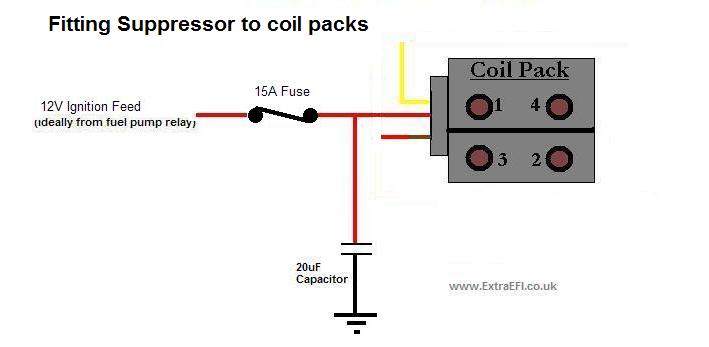 Fitting Suppressor to coil packs
15A Fuse
12V Ignition Feed
(ideally from fuel pump relay)
Coil Pack
1 4
3 2
20uF
Capacitor
www.ExtraEFI.co.uk